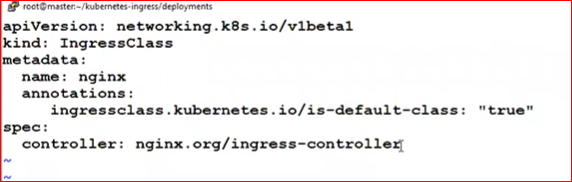 root@master:~/kubernetes-ingress/deployments
apiVersion: networking.k8s.io/v1beta1
kind: IngressClass
metadata:
  name: nginx
  annotations:
     ingressclass.kubernetes.io/is-default-class: "true"
spec:
  controller: nginx.org/ingress-controller
~
~